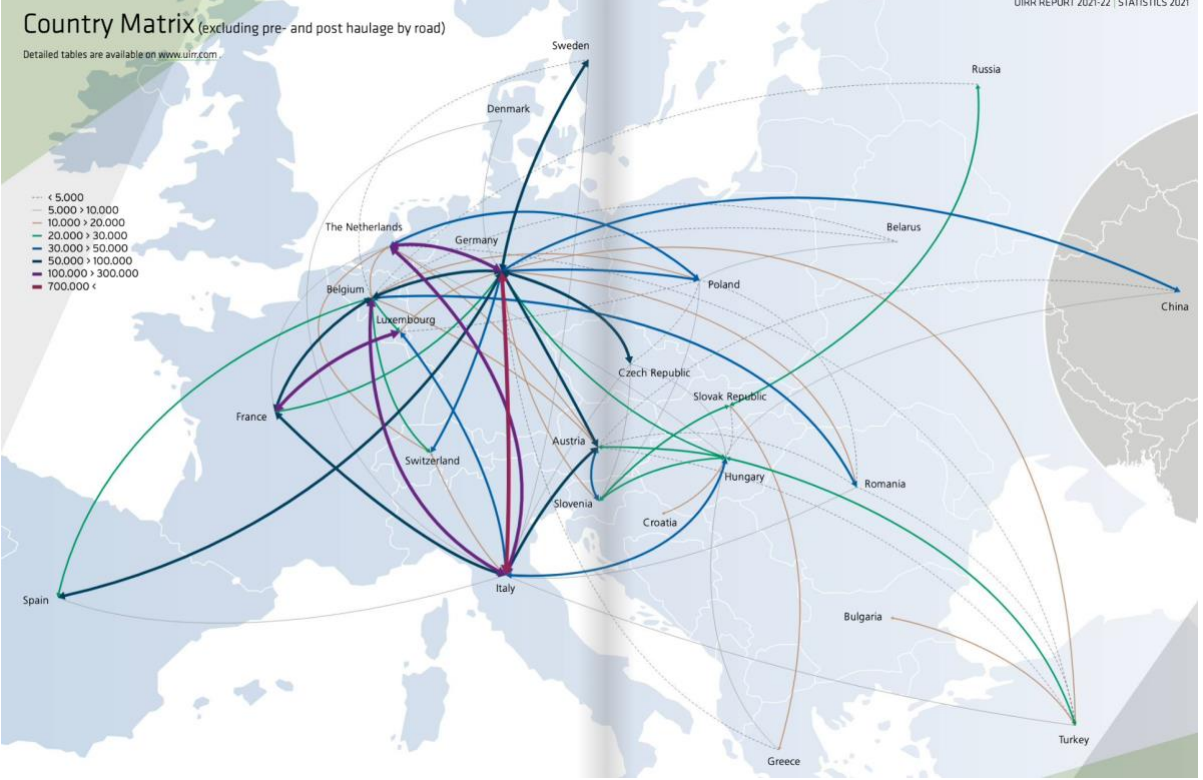 UIRR REPORT 2021-22 | STATISTICS 2021
Country Matrix (excluding pre- and post haulage by road)
Detailed tables are available on www.uirr.com .
Sweden
Russia
Denmark
< 5.000
5.000 > 10.000
10.000 > 20.000
20.000 > 30.000
30.000 > 50.000
50.000 > 100.000
100.000 > 300.000
700.000 <
The Netherlands
Germany
Belarus
Belgium
Poland
China
Luxembourg
Czech Republic
Slovak Republic
France
Austria
Switzerland
Hungary
Romania
Slovenia
Croatia
Italy
Spain
Bulgaria
Turkey
Greece